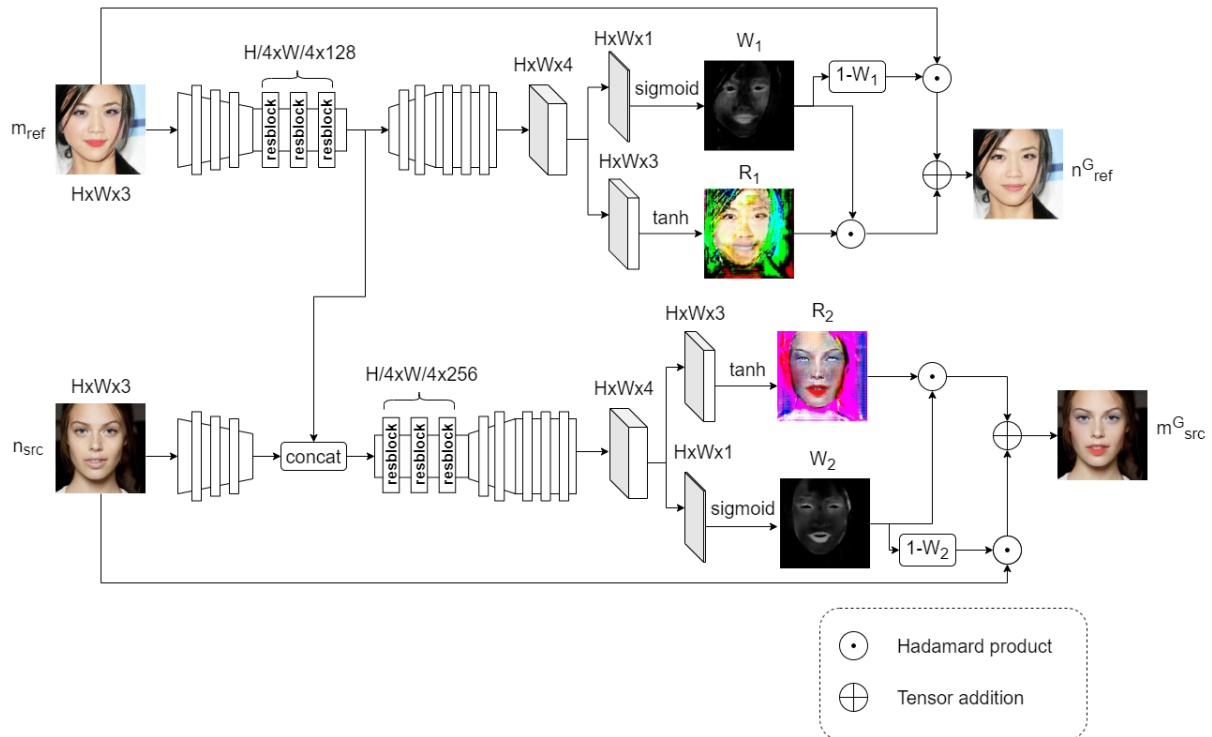 H/4xW/4x128
HxWx4
HxWx1
W₁
sigmoid
1-W₁
resblock
resblock
resblock
m_ref
HxWx3
HxWx3
R₁
tanh
n^G_ref
HxWx3
R₂
tanh
HxWx3
H/4xW/4x256
HxWx4
n_src
concat
resblock
resblock
resblock
HxWx1
W₂
sigmoid
1-W₂
m^G_src
Hadamard product
Tensor addition